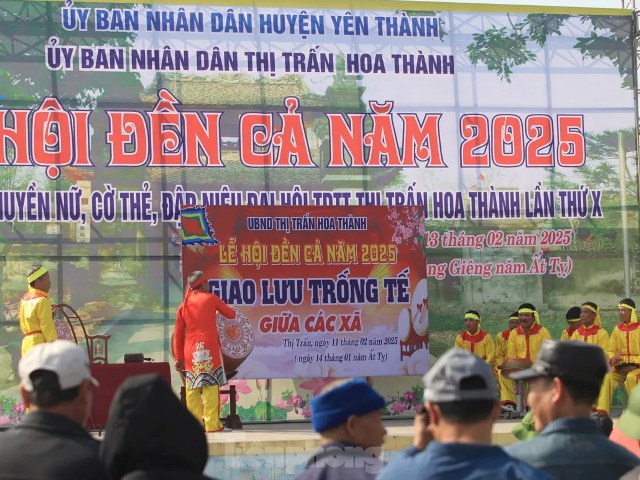 ỦY BAN NHÂN DÂN HUYỆN YÊN THÀNH
ỦY BAN NHÂN DÂN THỊ TRẤN HOA THÀNH
HỘI ĐỀN CẢ NĂM 2025
HUYỀN NỮ, CỜ THẺ, ĐẬP NIÊU ĐẠI HỘI TDTT THỊ TRẤN HOA THÀNH LẦN THỨ X
13 tháng 02 năm 2025
ng Giêng năm Ất Tỵ)
UBND THỊ TRẤN HOA THÀNH
LỄ HỘI ĐỀN CẢ NĂM 2025
GIAO LƯU TRỐNG TẾ
GIỮA CÁC XÃ
Thị Trấn, ngày 11 tháng 02 năm 2025
( ngày 14 tháng 01 năm Ất Tỵ)
Tienphong